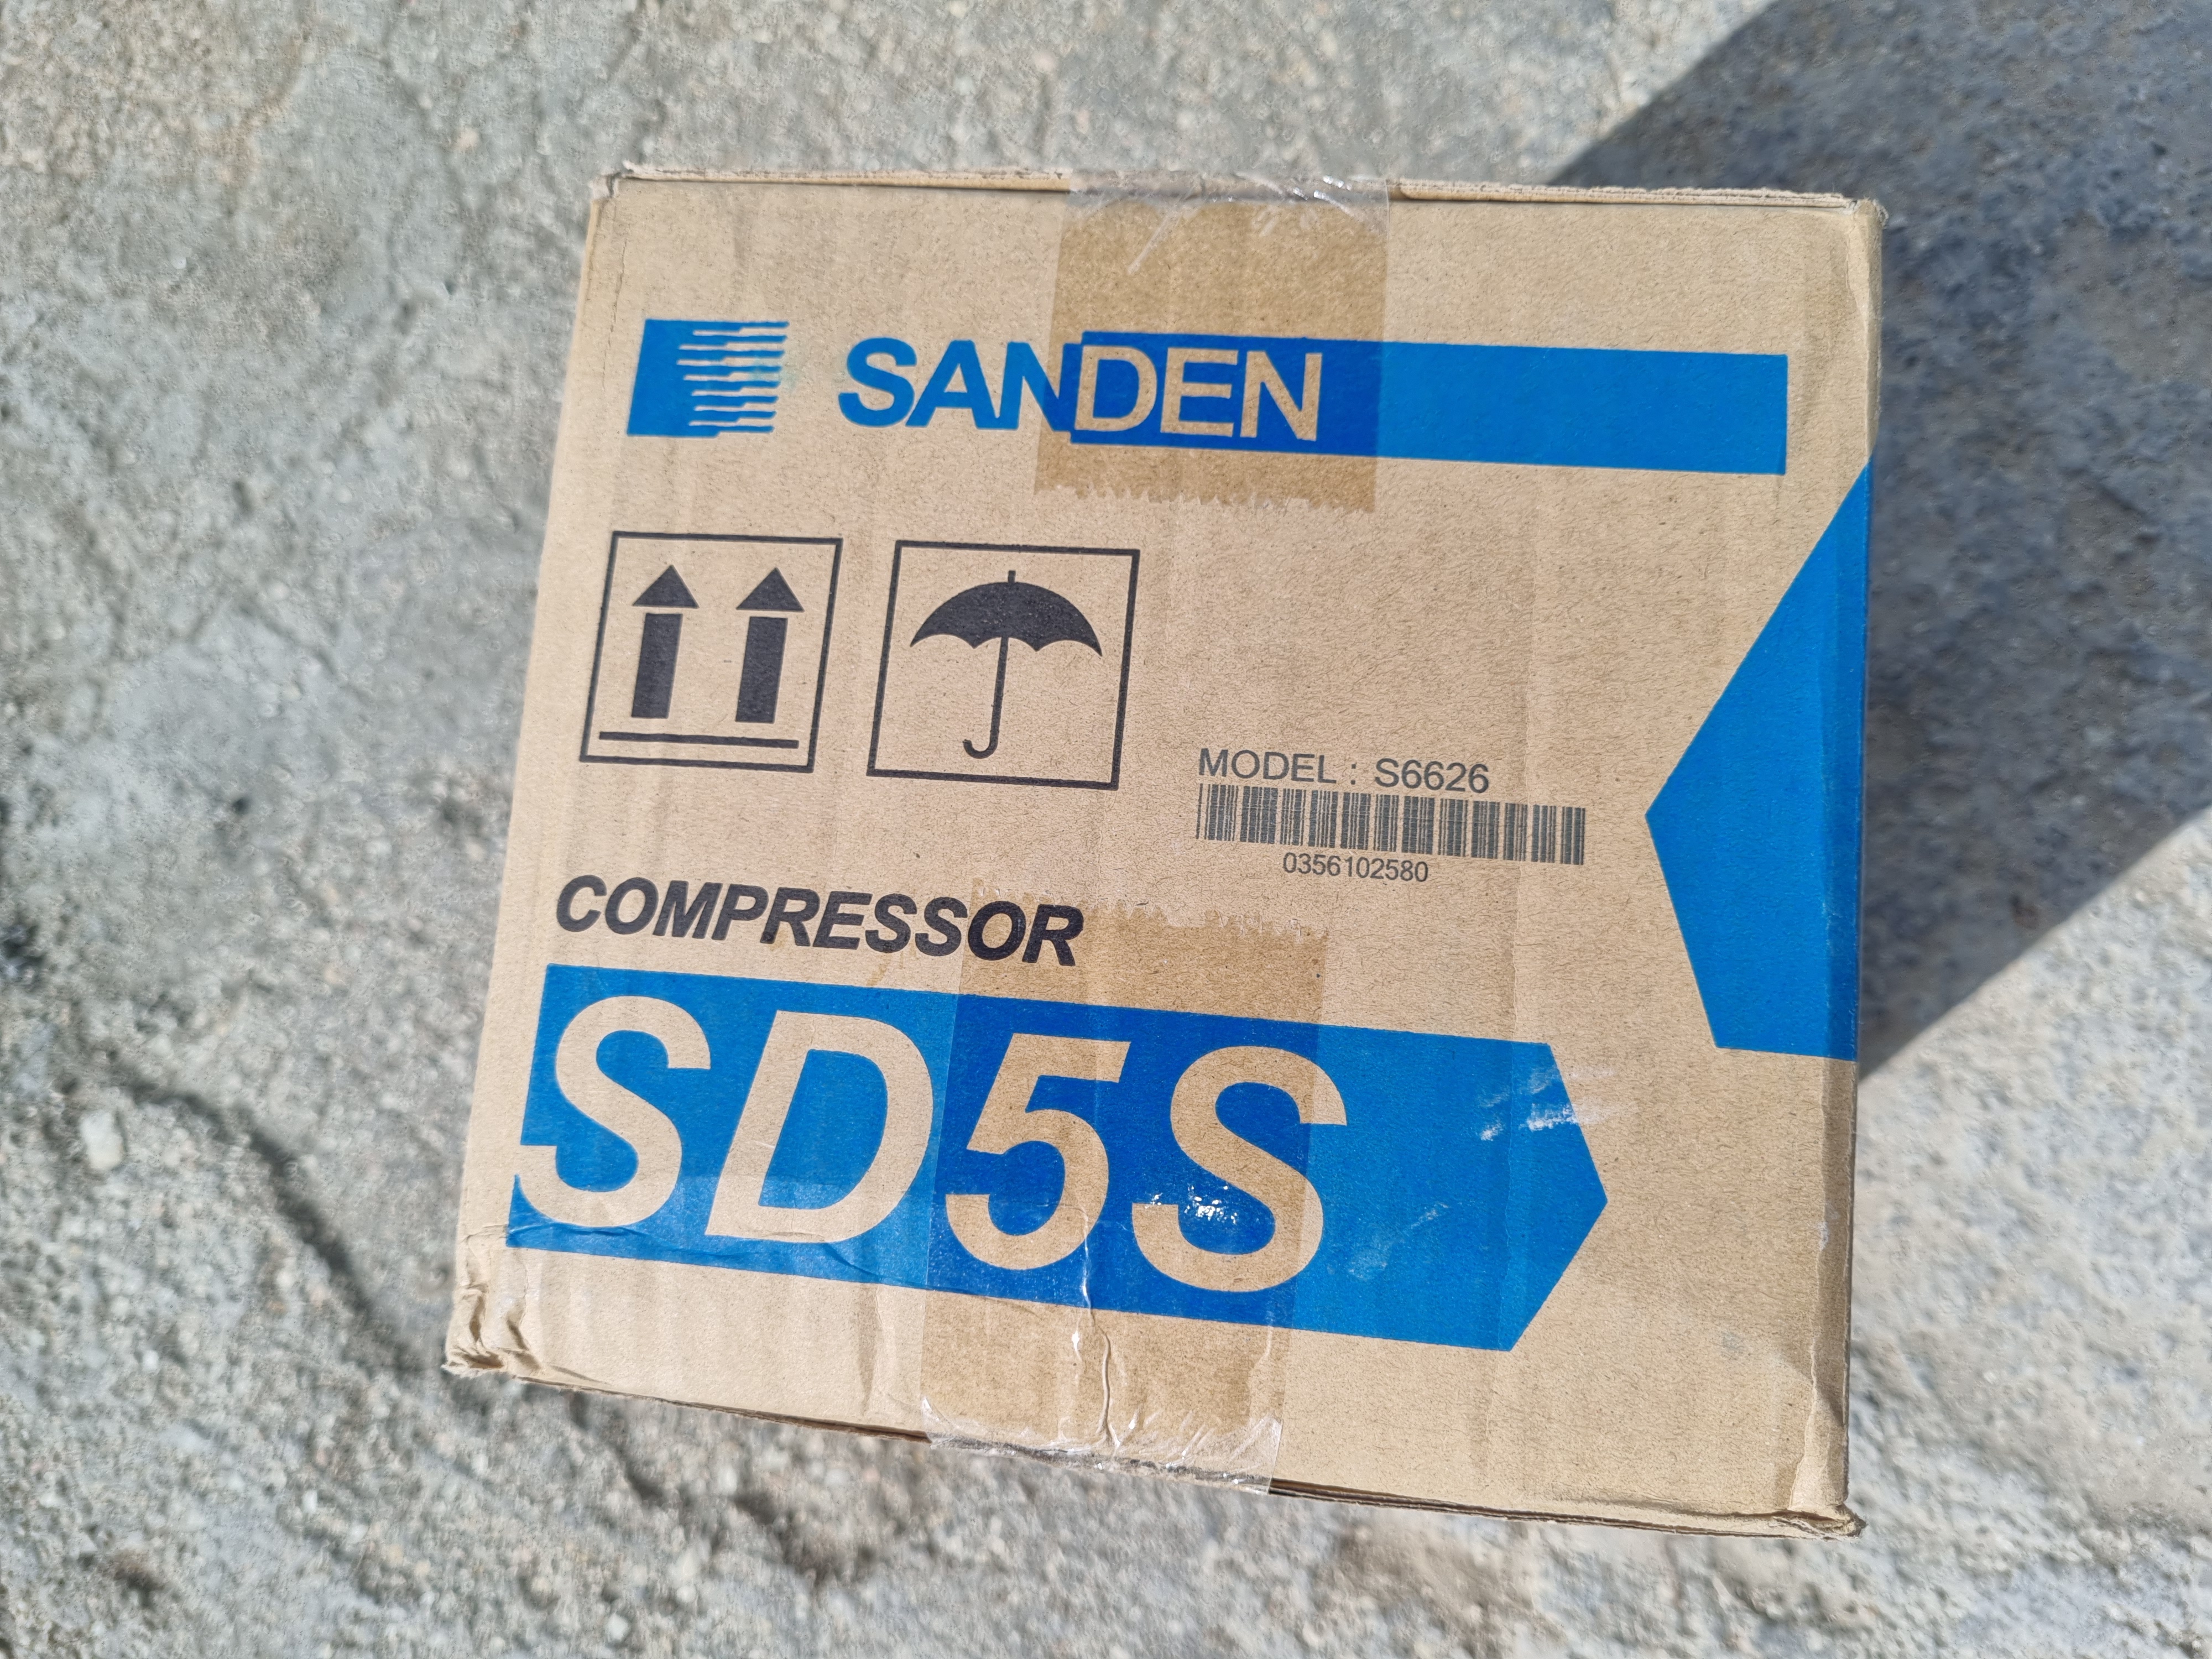 SANDEN
MODEL : S6626
0356102580
COMPRESSOR
SD5S